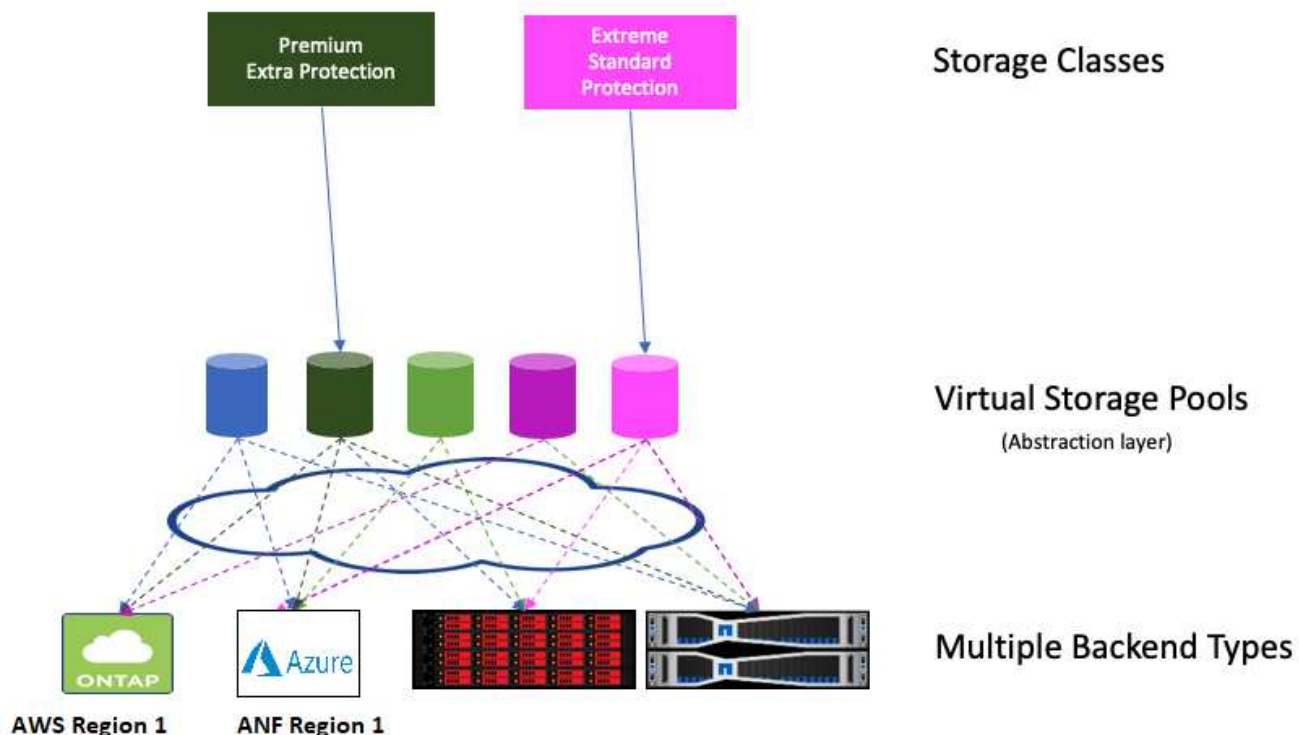 Premium
Extra Protection
Extreme
Standard
Protection
Storage Classes
Virtual Storage Pools
(Abstraction layer)
ONTAP
Azure
Multiple Backend Types
AWS Region 1
ANF Region 1